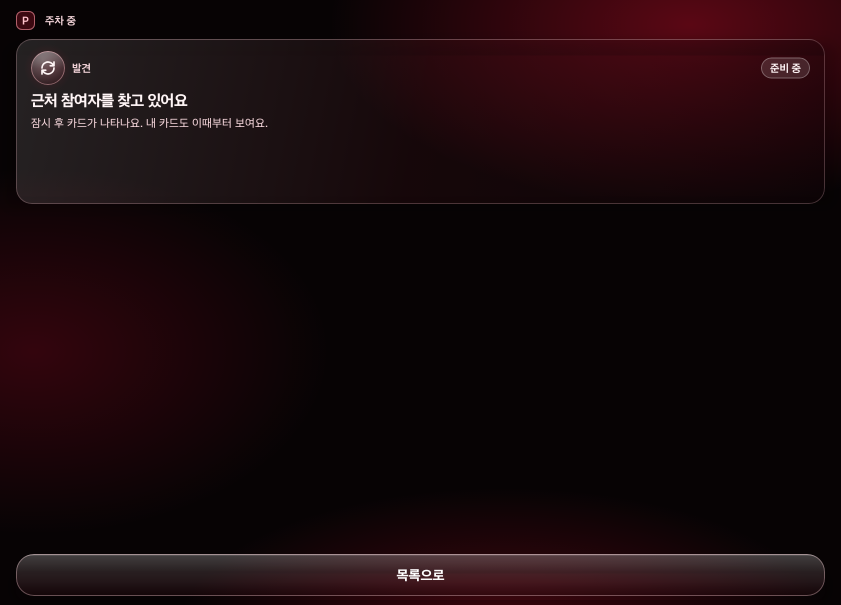 P 주차 중
발견
준비 중
근처 참여자를 찾고 있어요
잠시 후 카드가 나타나요. 내 카드도 이때부터 보여요.
목록으로